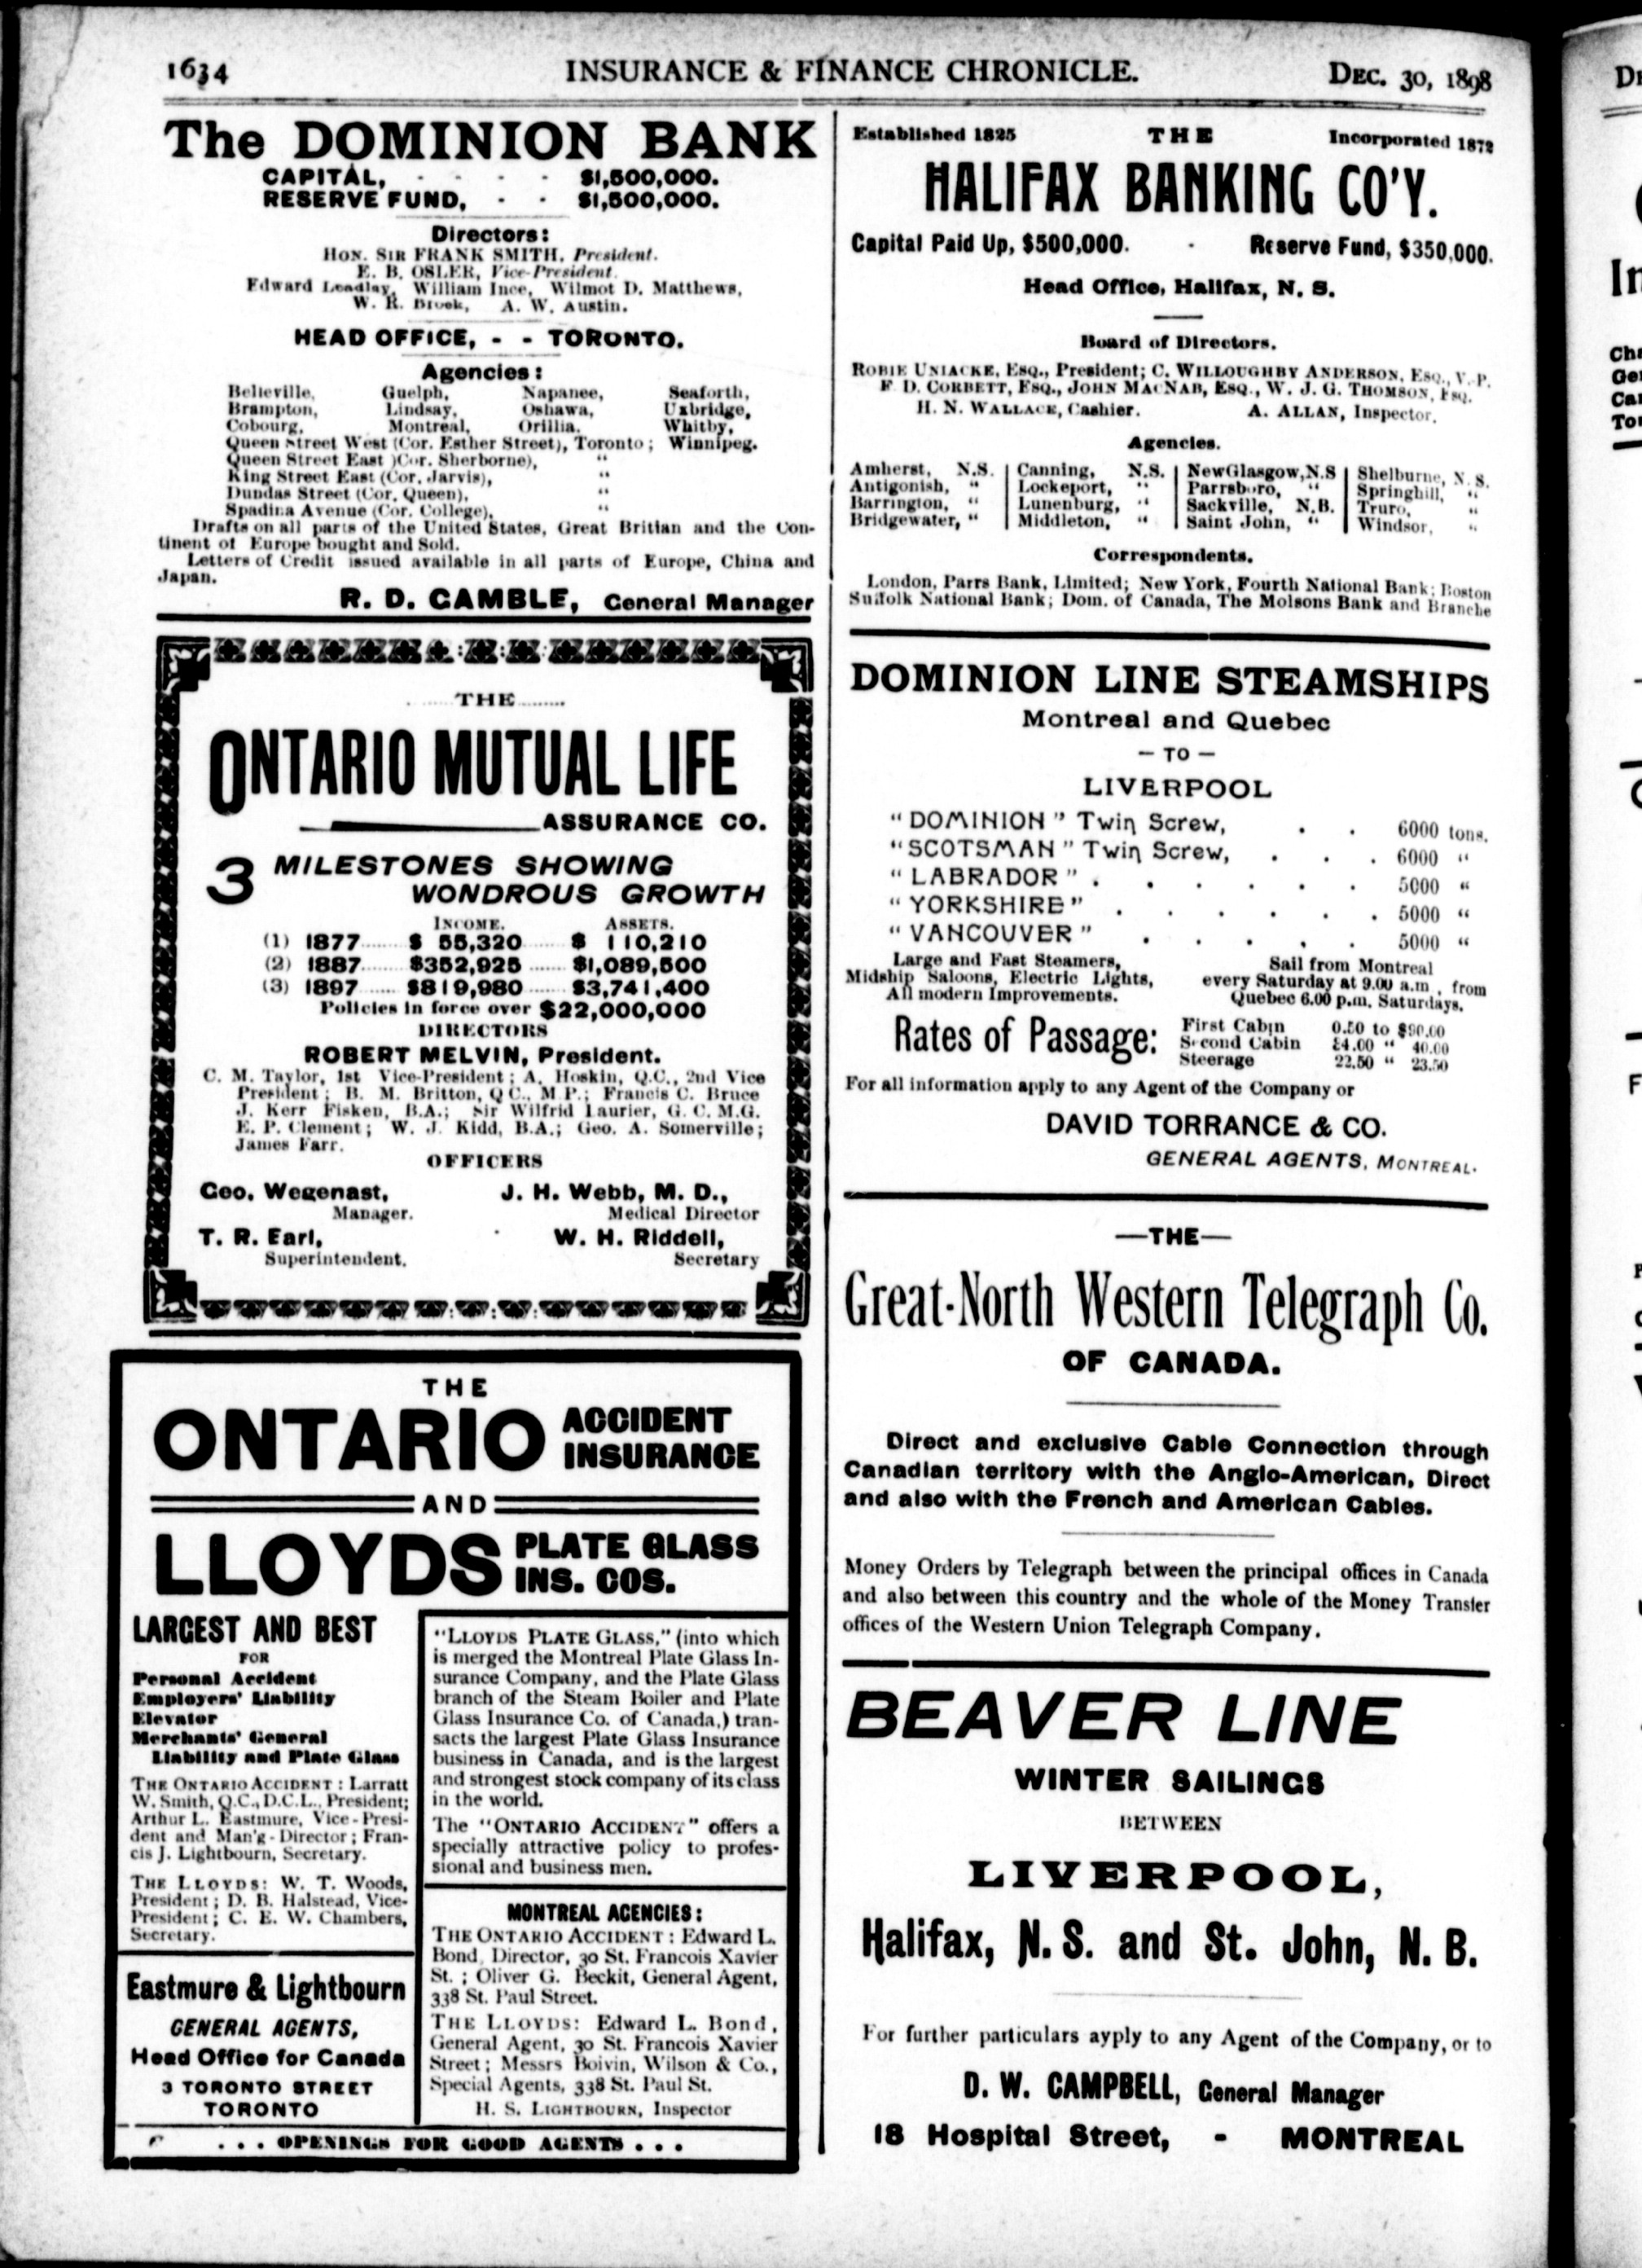 1634
INSURANCE & FINANCE CHRONICLE.
DEC. 30, 1898
The DOMINION BANK
CAPITAL, - - - - $1,500,000.
RESERVE FUND, - - $1,500,000.
Directors:
HON. SIR FRANK SMITH, President.
E. B. OSLER, Vice-President.
Edward Leadlay, William Ince, Wilmot D. Matthews,
W. R. Brock, A. W. Austin.
HEAD OFFICE, - - TORONTO.
Agencies:
Belleville, Guelph, Napanee, Seaforth,
Brampton, Lindsay, Oshawa, Uxbridge,
Cobourg, Montreal, Orillia. Whitby,
Queen Street West (Cor. Esther Street), Toronto; Winnipeg.
Queen Street East )Cor. Sherborne), "
King Street East (Cor. Jarvis), "
Dundas Street (Cor. Queen), "
Spadina Avenue (Cor. College), "
Drafts on all parts of the United States, Great Britian and the Con-
tinent of Europe bought and Sold.
Letters of Credit issued available in all parts of Europe, China and
Japan.
R. D. GAMBLE, General Manager
THE
ONTARIO MUTUAL LIFE
ASSURANCE CO.
3 MILESTONES SHOWING
WONDROUS GROWTH
INCOME. ASSETS.
(1) 1877...... $ 55,320...... $ 110,210
(2) 1887...... $352,925 ...... $1,089,500
(3) 1897 ...... $819,980...... $3,741,400
Policies in force over $22,000,000
DIRECTORS
ROBERT MELVIN, President.
C. M. Taylor, 1st Vice-President; A. Hoskin, Q.C., 2nd Vice
President; B. M. Britton, Q C., M P.; Francis C. Bruce
J. Kerr Fisken, B.A.; Sir Wilfrid Laurier, G. C. M.G.
E. P. Clement; W. J. Kidd, B.A.; Geo. A. Somerville;
James Farr.
OFFICERS
Geo. Wegenast, J. H. Webb, M. D.,
Manager. Medical Director
T. R. Earl, W. H. Riddell,
Superintendent. Secretary
THE
ONTARIO ACCIDENT
INSURANCE
AND
LLOYDS PLATE GLASS
INS. COS.
LARGEST AND BEST
FOR
Personal Accident
Employers' Liability
Elevator
Merchants' General
Liability and Plate Glass
THE ONTARIO ACCIDENT: Larratt
W. Smith, Q.C., D.C.L., President;
Arthur L. Eastmure, Vice-Presi-
dent and Man'g-Director; Fran-
cis J. Lightbourn, Secretary.
THE LLOYDS: W. T. Woods,
President; D. B. Halstead, Vice-
President; C. E. W. Chambers,
Secretary.
Eastmure & Lightbourn
GENERAL AGENTS,
Head Office for Canada
3 TORONTO STREET
TORONTO
"LLOYDS PLATE GLASS," (into which
is merged the Montreal Plate Glass In-
surance Company, and the Plate Glass
branch of the Steam Boiler and Plate
Glass Insurance Co. of Canada,) tran-
sacts the largest Plate Glass Insurance
business in Canada, and is the largest
and strongest stock company of its class
in the world.
The "ONTARIO ACCIDENT" offers a
specially attractive policy to profes-
sional and business men.
MONTREAL AGENCIES:
THE ONTARIO ACCIDENT: Edward L.
Bond, Director, 30 St. Francois Xavier
St.; Oliver G. Beckit, General Agent,
338 St. Paul Street.
THE LLOYDS: Edward L. Bond,
General Agent, 30 St. Francois Xavier
Street; Messrs Boivin, Wilson & Co.,
Special Agents, 338 St. Paul St.
H. S. LIGHTBOURN, Inspector
. . . OPENINGS FOR GOOD AGENTS . . .
Established 1825 THE Incorporated 1872
HALIFAX BANKING CO'Y.
Capital Paid Up, $500,000. - Reserve Fund, $350,000.
Head Office, Halifax, N. S.
Board of Directors.
ROBIE UNIACKE, ESQ., President; C. WILLOUGHBY ANDERSON, ESQ., V. P.
F D. CORBETT, ESQ., JOHN MACNAB, ESQ., W. J. G. THOMSON, ESQ.
H. N. WALLACE, Cashier. A. ALLAN, Inspector.
Agencies.
Amherst, N.S. Canning, N.S. NewGlasgow, N.S Shelburne, N. S.
Antigonish, " Lockeport, " Parrsboro, " Springhill, "
Barrington, " Lunenburg, " Sackville, N.B. Truro, "
Bridgewater, " Middleton, " Saint John, " Windsor, "
Correspondents.
London, Parrs Bank, Limited; New York, Fourth National Bank; Boston
Suffolk National Bank; Dom. of Canada, The Molsons Bank and Branche
DOMINION LINE STEAMSHIPS
Montreal and Quebec
— TO —
LIVERPOOL
"DOMINION" Twin Screw, . . 6000 tons.
"SCOTSMAN" Twin Screw, . . . 6000 "
"LABRADOR" . . . . . . 5000 "
"YORKSHIRE" . . . . . . 5000 "
"VANCOUVER" . . . . . 5000 "
Large and Fast Steamers,
Midship Saloons, Electric Lights,
All modern Improvements.
Sail from Montreal
every Saturday at 9.00 a.m., from
Quebec 6.00 p.m. Saturdays.
Rates of Passage:
First Cabin 0.50 to $90.00
Second Cabin 34.00 " 40.00
Steerage 22.50 " 23.50
For all information apply to any Agent of the Company or
DAVID TORRANCE & CO.
GENERAL AGENTS, MONTREAL.
—THE—
Great-North Western Telegraph Co.
OF CANADA.
Direct and exclusive Cable Connection through
Canadian territory with the Anglo-American, Direct
and also with the French and American Cables.
Money Orders by Telegraph between the principal offices in Canada
and also between this country and the whole of the Money Transfer
offices of the Western Union Telegraph Company.
BEAVER LINE
WINTER SAILINGS
BETWEEN
LIVERPOOL,
Halifax, N. S. and St. John, N. B.
For further particulars ayply to any Agent of the Company, or to
D. W. CAMPBELL, General Manager
18 Hospital Street, - MONTREAL